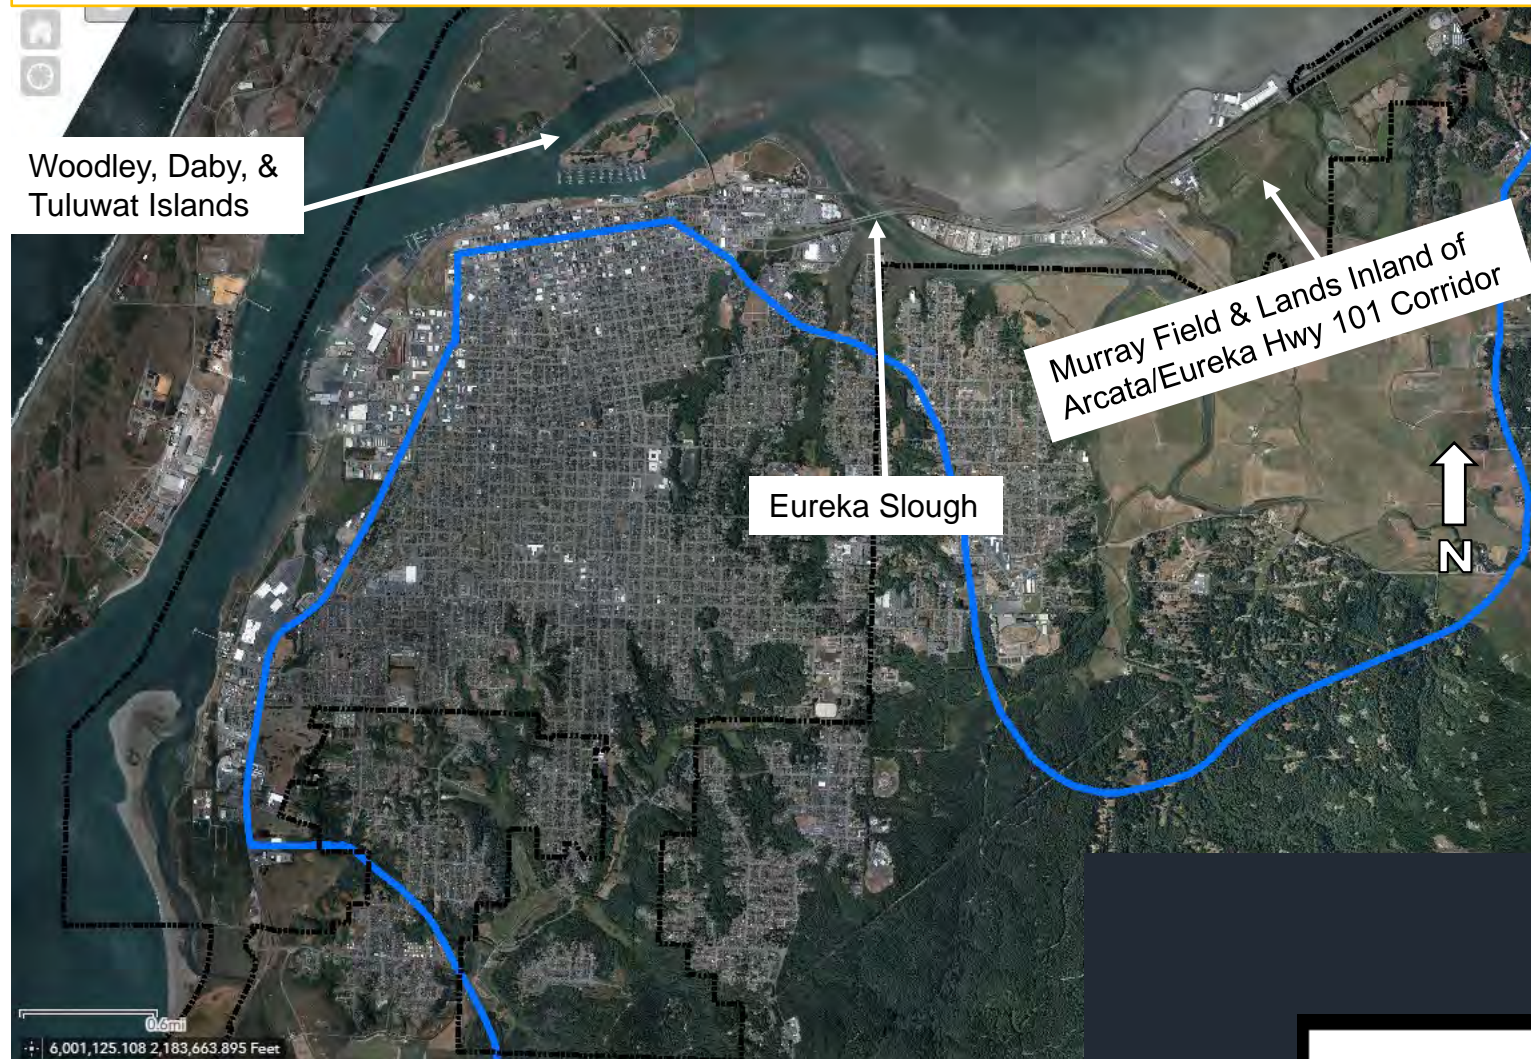 Woodley, Daby, &
Tuluwat Islands
Murray Field & Lands Inland of
Arcata/Eureka Hwy 101 Corridor
Eureka Slough
N
0.6mi
6,001,125.108 2,183,663.895 Feet